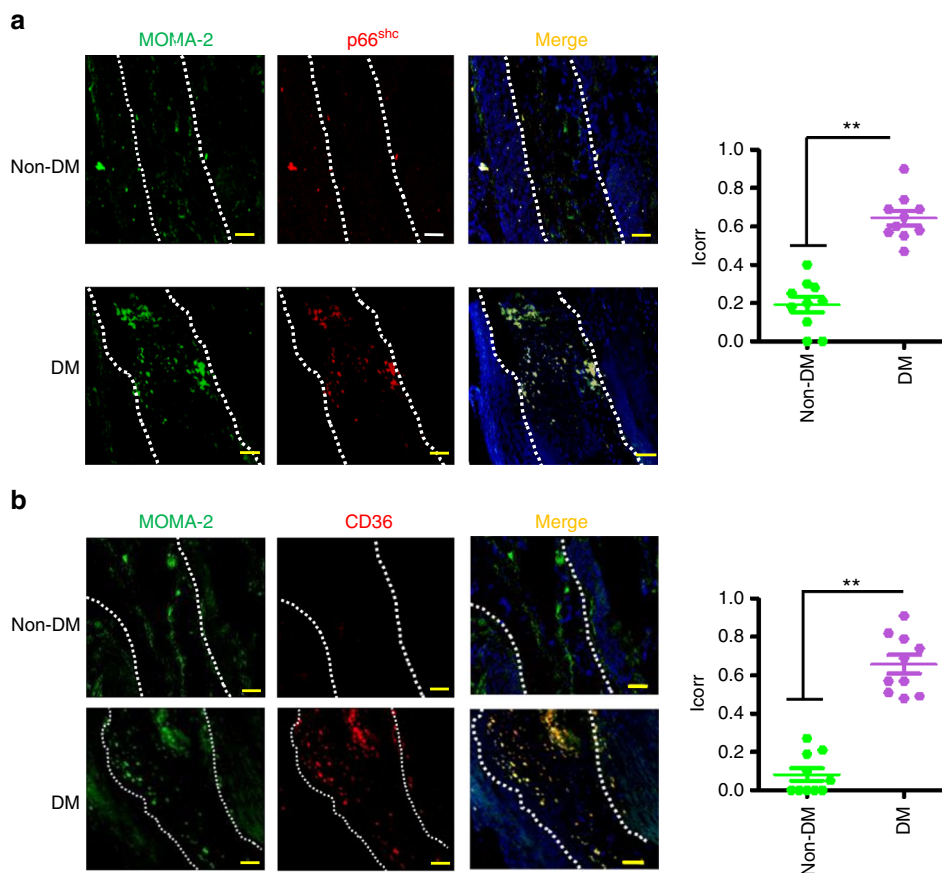 a
MOMA-2 p66shc Merge
Non-DM
DM
**
Icorr
1.0
0.8
0.6
0.4
0.2
0.0
Non-DM
DM
b
MOMA-2 CD36 Merge
Non-DM
DM
**
Icorr
1.0
0.8
0.6
0.4
0.2
0.0
Non-DM
DM